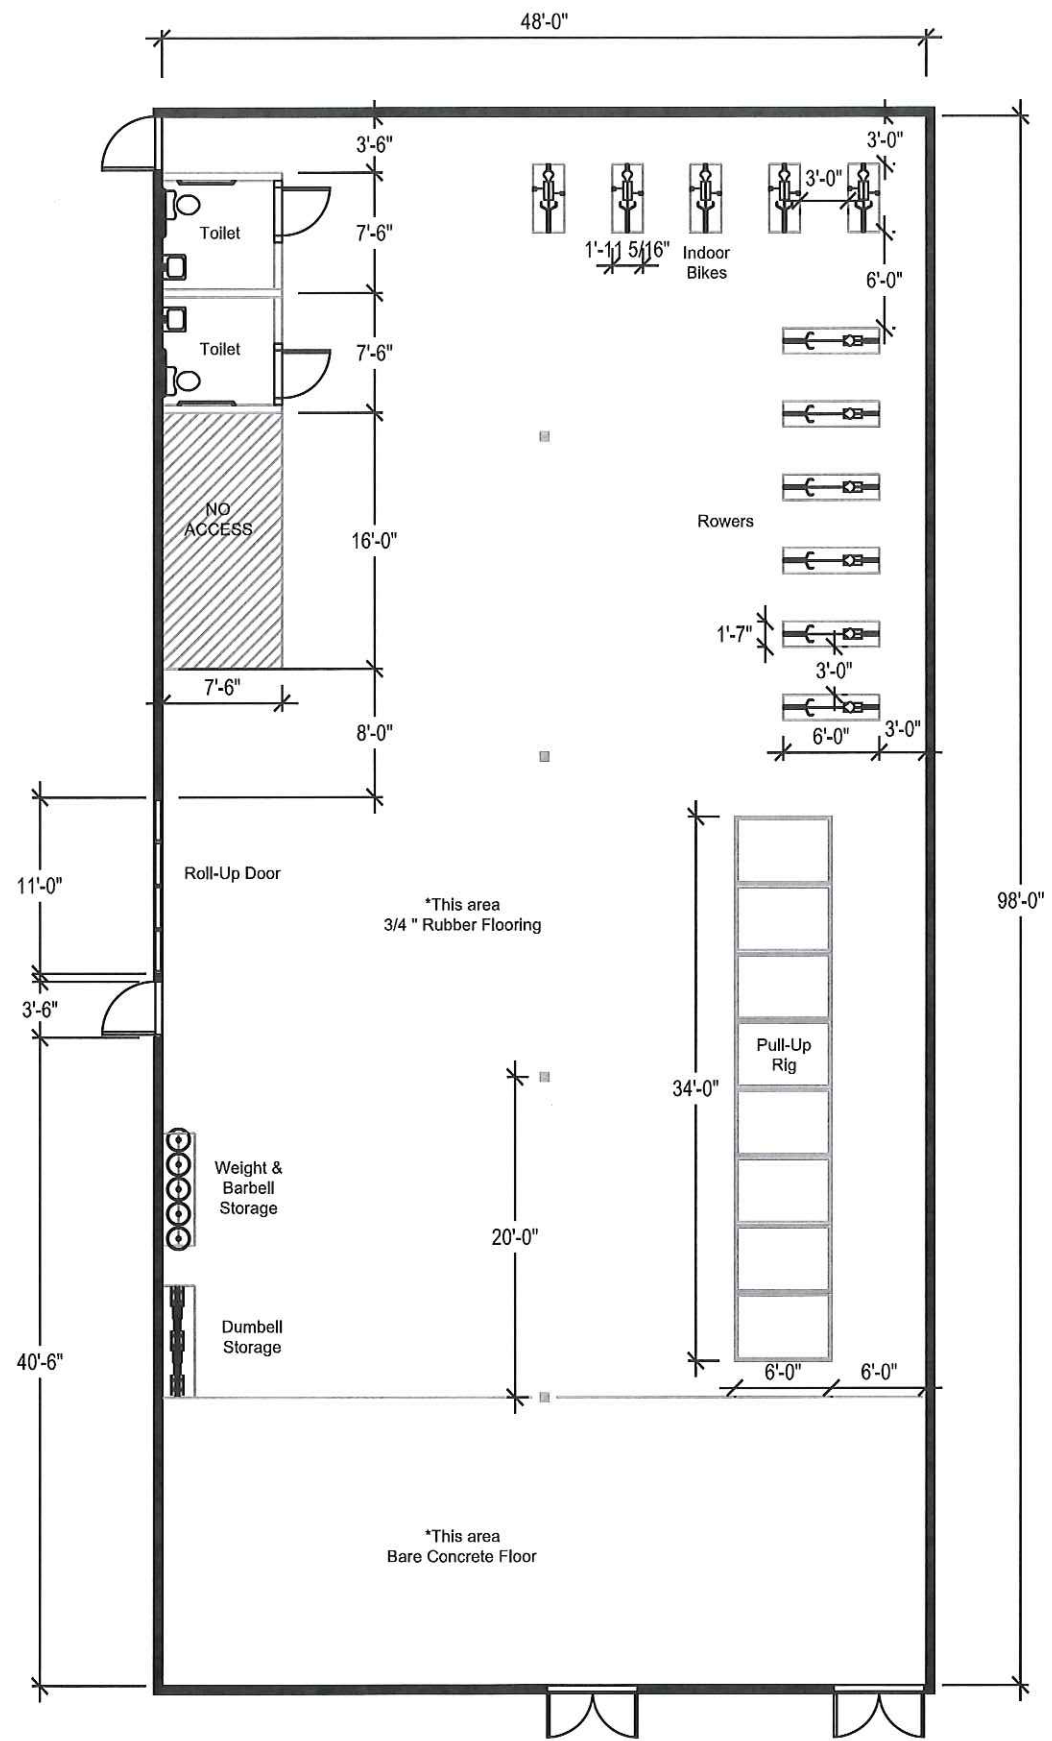 48'-0"
3'-6"
3'-0"
3'-0"
Toilet
7'-6"
1'-11 5/16"
Indoor
Bikes
6'-0"
Toilet
7'-6"
NO
ACCESS
16'-0"
Rowers
1'-7"
3'-0"
7'-6"
8'-0"
6'-0"
3'-0"
11'-0"
Roll-Up Door
*This area
3/4 " Rubber Flooring
98'-0"
3'-6"
Pull-Up
Rig
34'-0"
Weight &
Barbell
Storage
20'-0"
Dumbell
Storage
40'-6"
6'-0"
6'-0"
*This area
Bare Concrete Floor